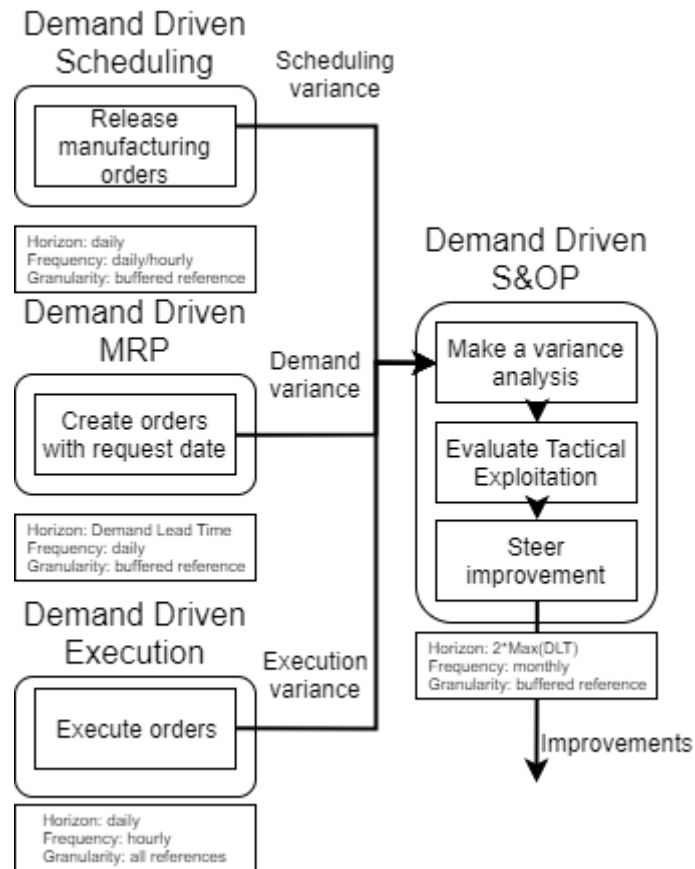 Demand Driven
Scheduling
Release
manufacturing
orders
Scheduling
variance
Horizon: daily
Frequency: daily/hourly
Granularity: buffered reference
Demand Driven
MRP
Create orders
with request date
Demand
variance
Horizon: Demand Lead Time
Frequency: daily
Granularity: buffered reference
Demand Driven
Execution
Execute orders
Execution
variance
Horizon: daily
Frequency: hourly
Granularity: all references
Demand Driven
S&OP
Make a variance
analysis
Evaluate Tactical
Exploitation
Steer
improvement
Horizon: 2*Max(DLT)
Frequency: monthly
Granularity: buffered reference
Improvements